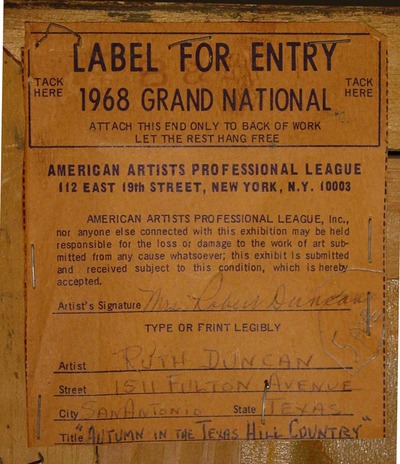 LABEL FOR ENTRY
TACK HERE
TACK HERE
1968 GRAND NATIONAL
ATTACH THIS END ONLY TO BACK OF WORK
LET THE REST HANG FREE
AMERICAN ARTISTS PROFESSIONAL LEAGUE
112 EAST 19th STREET, NEW YORK, N.Y. 10003
AMERICAN ARTISTS PROFESSIONAL LEAGUE, Inc.,
nor anyone else connected with this exhibition may be held
responsible for the loss or damage to the work of art sub-
mitted from any cause whatsoever; this exhibit is submitted
and received subject to this condition, which is hereby
accepted.
Artist's Signature Mrs. Robert Duncan
TYPE OR PRINT LEGIBLY
Artist RUTH DUNCAN
Street 1511 FULTON AVENUE
City SAN ANTONIO State TEXAS
Title "AUTUMN IN THE TEXAS HILL COUNTRY"